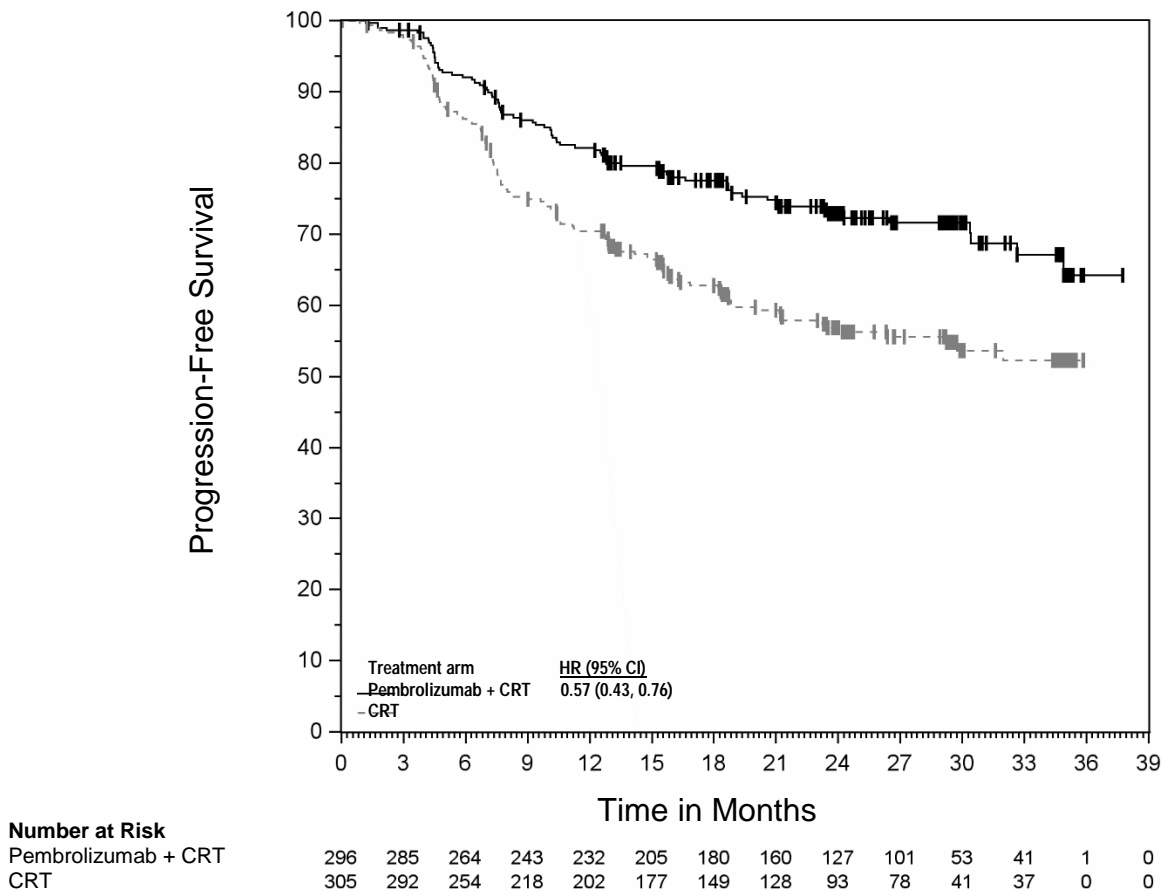 100
90
80
70
60
50
40
30
20
10
0
Progression-Free Survival
Treatment arm HR (95% CI)
Pembrolizumab + CRT 0.57 (0.43, 0.76)
CRT
0 3 6 9 12 15 18 21 24 27 30 33 36 39
Time in Months
Number at Risk
Pembrolizumab + CRT 296 285 264 243 232 205 180 160 127 101 53 41 1 0
CRT 305 292 254 218 202 177 149 128 93 78 41 37 0 0